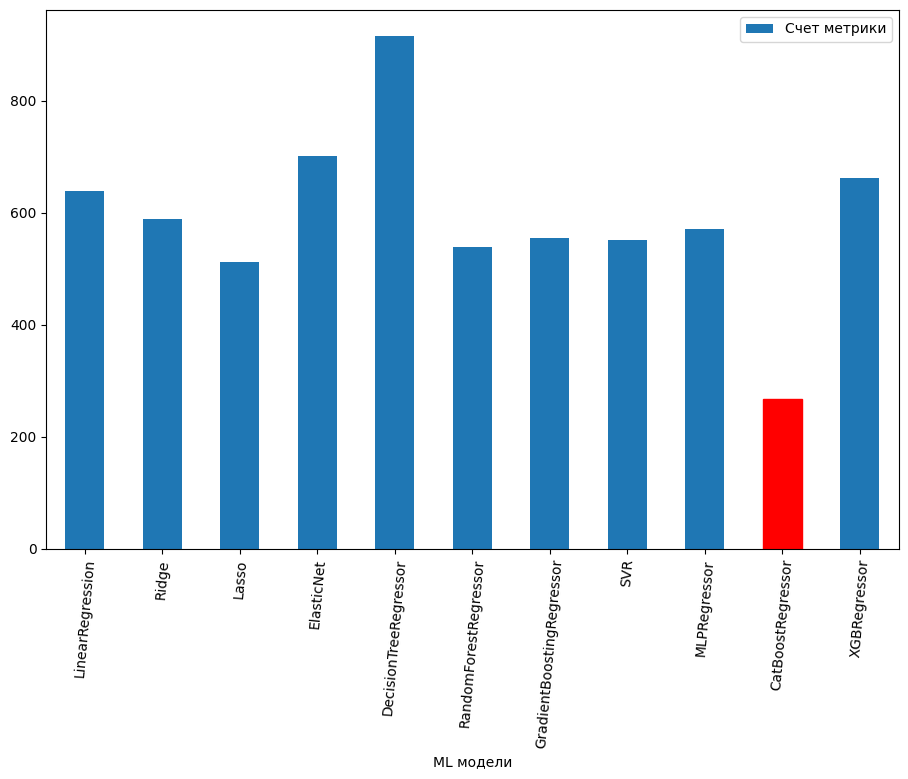 Счет метрики
800
600
400
200
0
LinearRegression
Ridge
Lasso
ElasticNet
DecisionTreeRegressor
RandomForestRegressor
GradientBoostingRegressor
SVR
MLPRegressor
CatBoostRegressor
XGBRegressor
ML модели